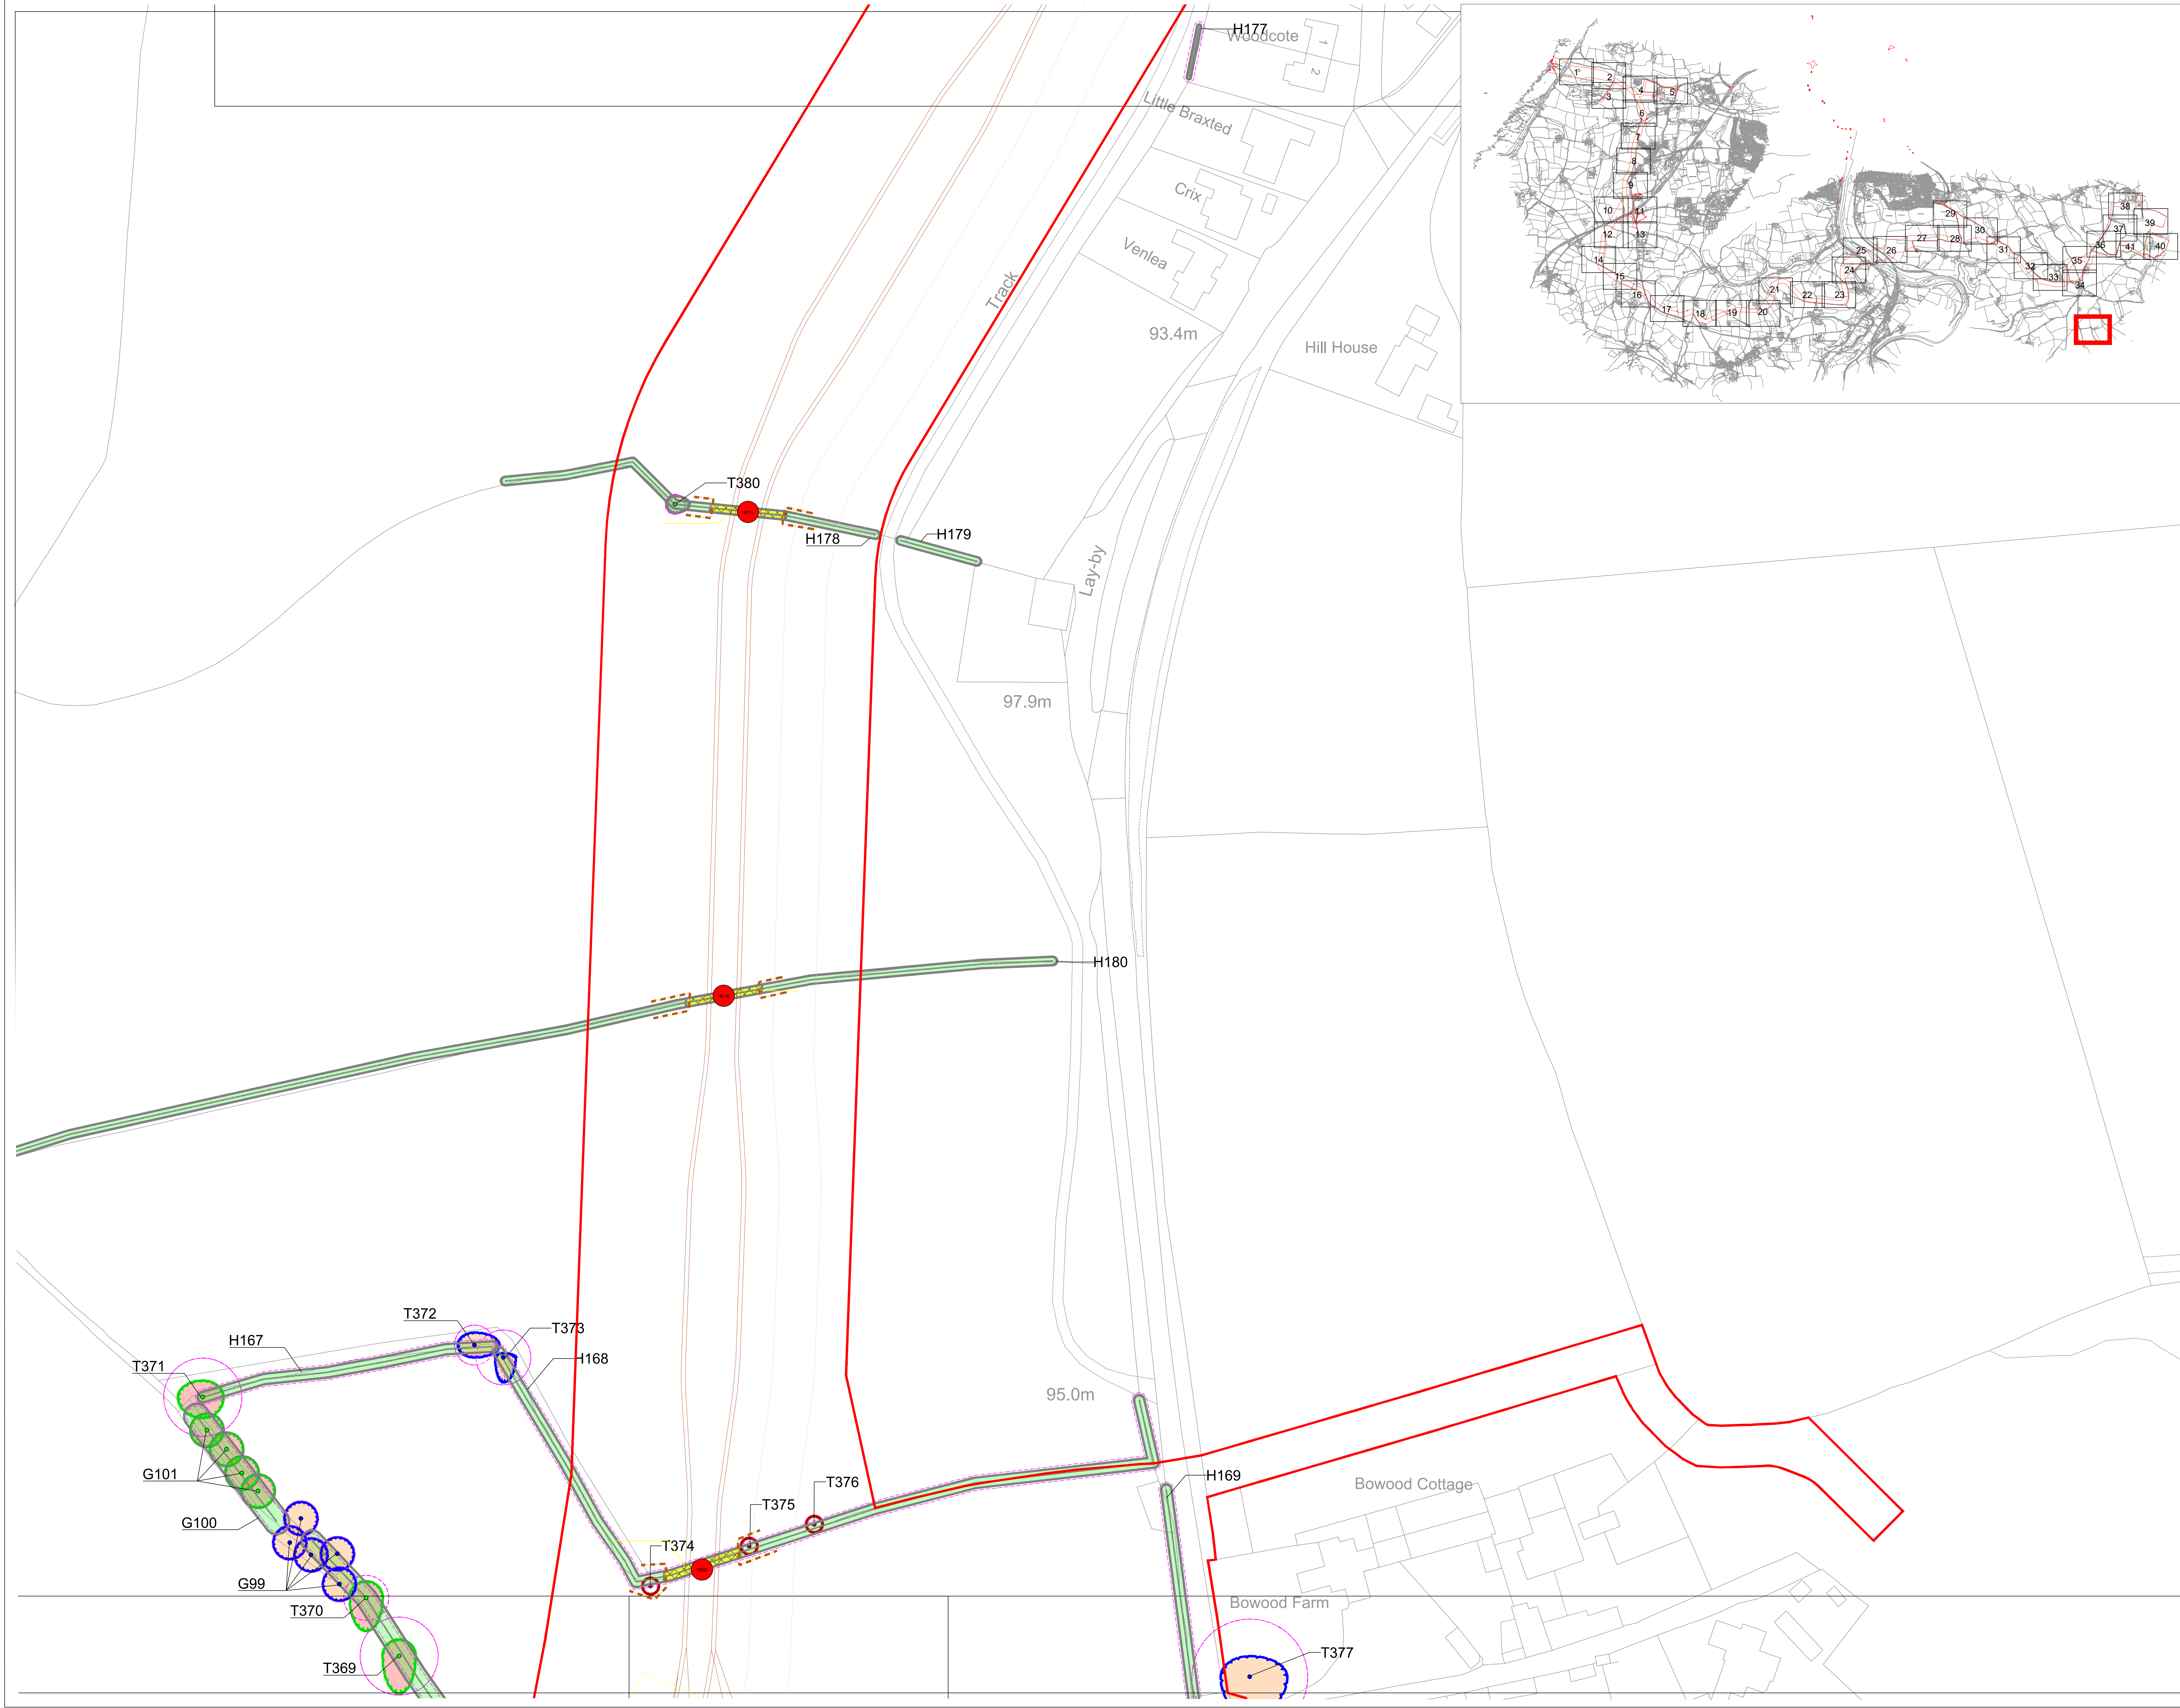 H177
Woodcote
1
2
Little Braxted
Crix
Venlea
Track
93.4m
Hill House
1
2
3
4
5
6
7
8
9
10
11
12
13
14
15
16
17
18
19
20
21
22
23
24
25
26
27
28
29
30
31
32
33
34
35
36
37
38
39
40
41
T380
H178
H179
Lay-by
97.9m
H180
T372
T373
H167
H168
T371
95.0m
T376
H169
G101
T375
Bowood Cottage
G100
T374
G99
Bowood Farm
T370
T377
T369